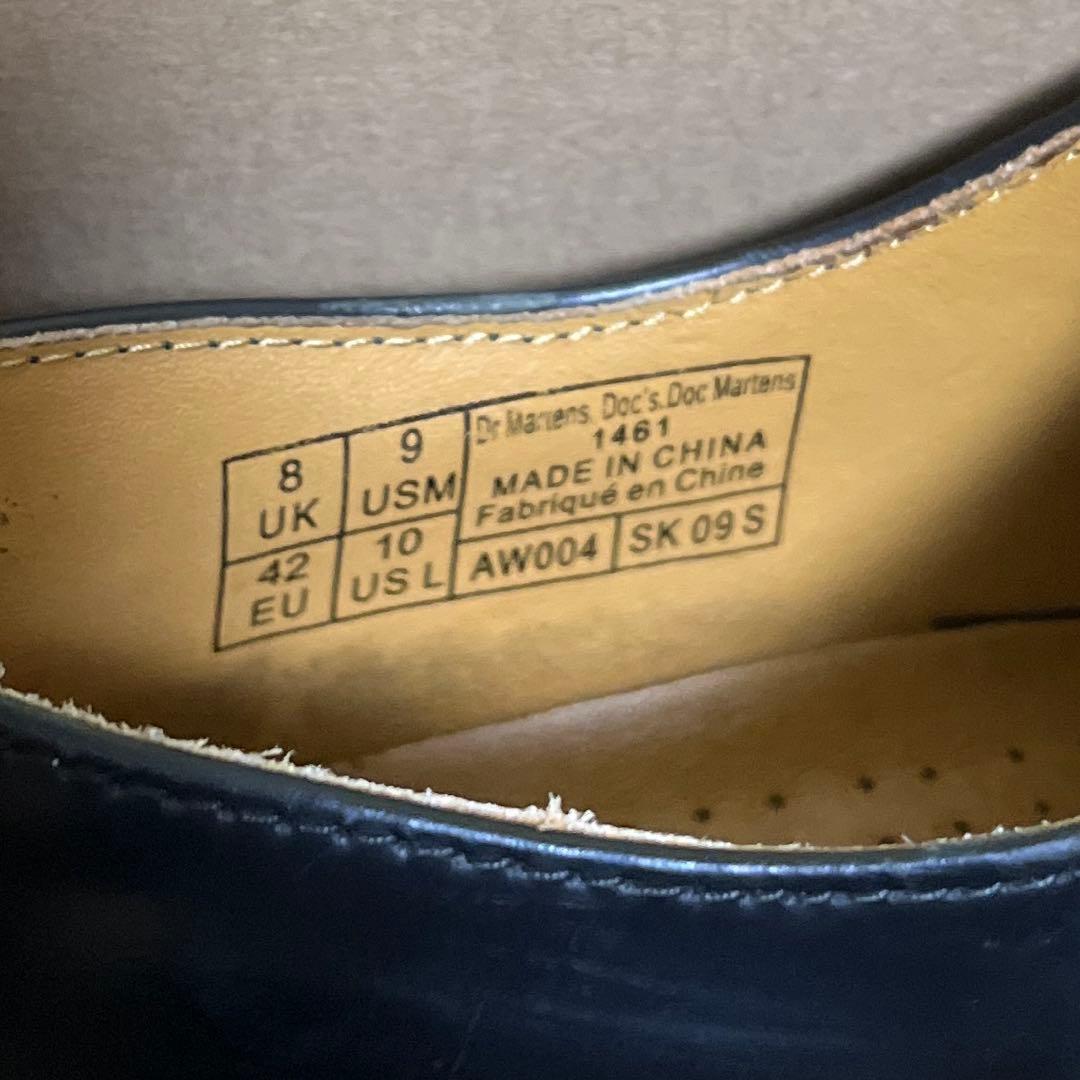 8
UK
9
USM
42
EU
10
US L
Dr Martens, Doc's.Doc Martens
1461
MADE IN CHINA
Fabriqué en Chine
AW004
SK 09 S